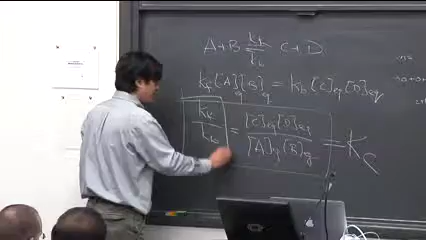 A+B ⇌ C+D
kf
kb
kf[A]eq[B]eq = kb[C]eq[D]eq
kf/kb = [C]eq[D]eq/[A]eq[B]eq = Kc